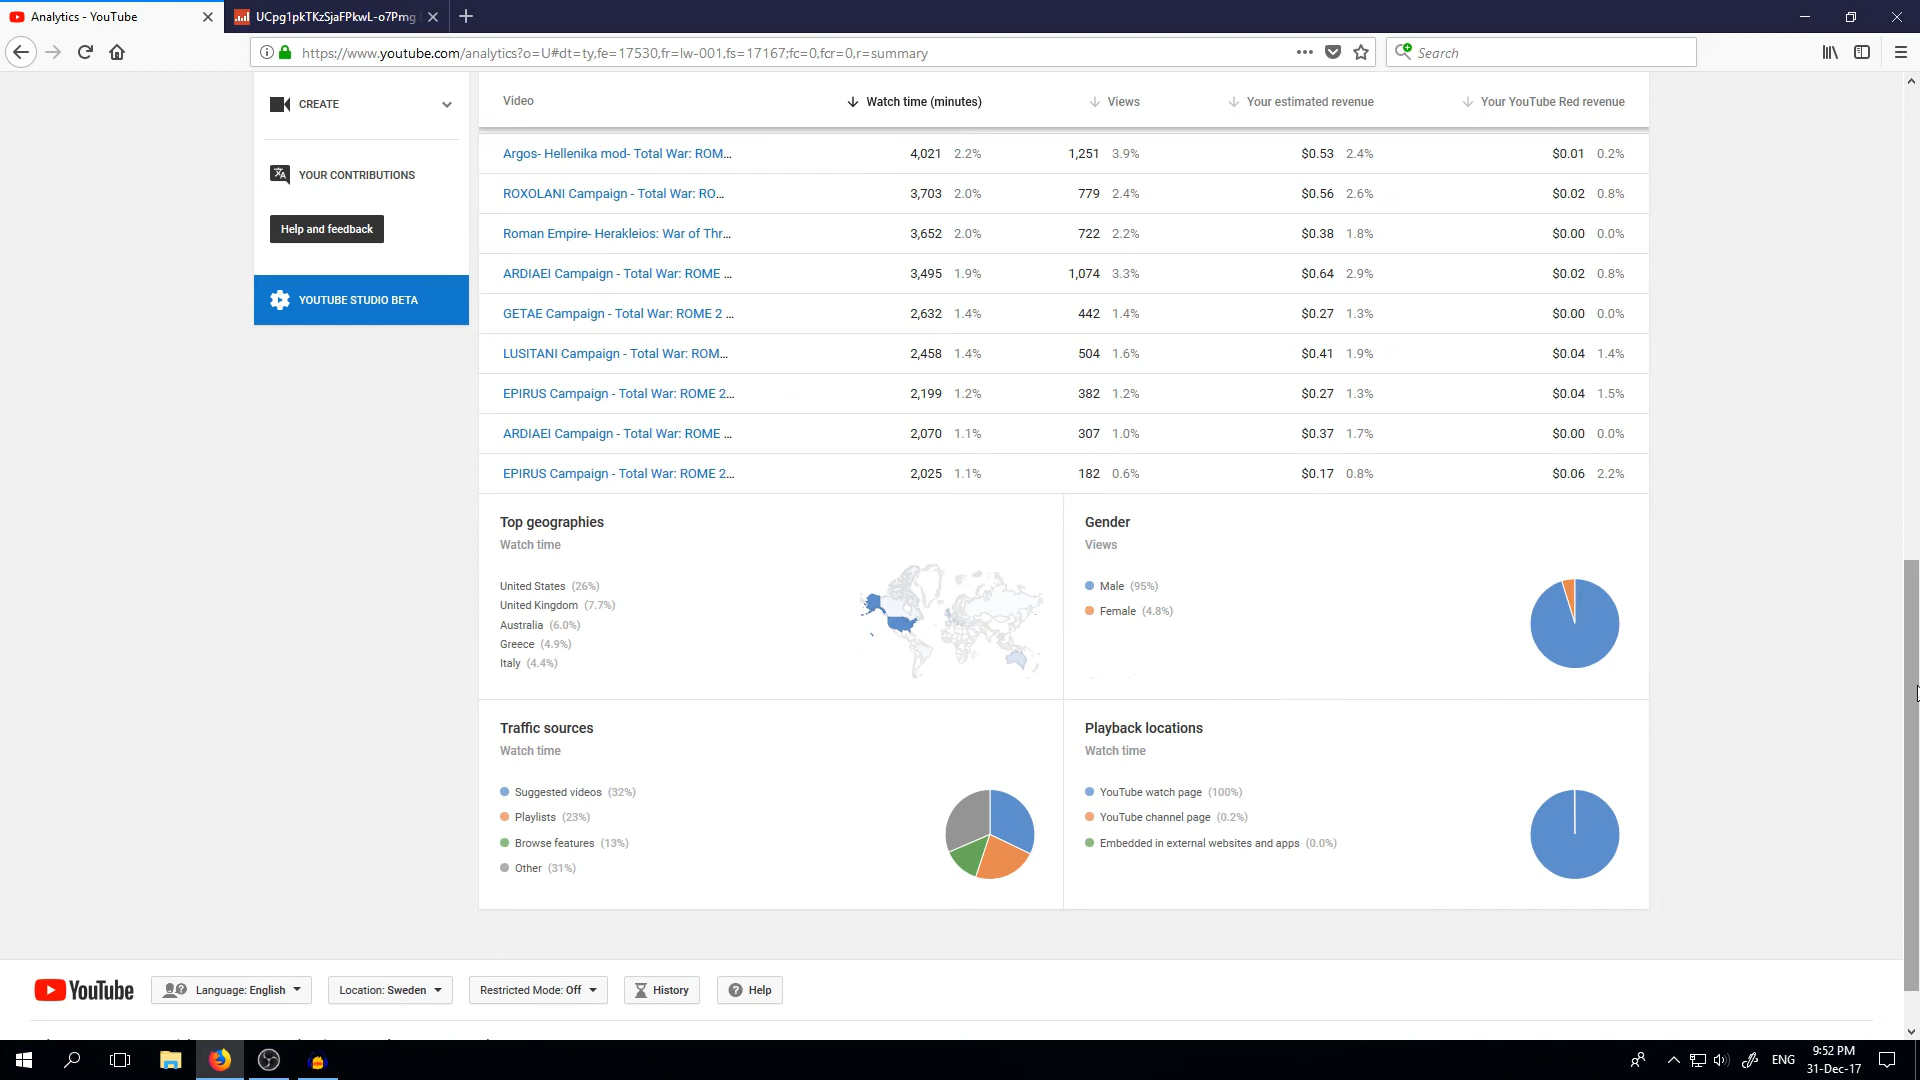 Analytics - YouTube
UCpg1pkTKzSjaFPkwL-o7Pmg
https://www.youtube.com/analytics?o=U#dt=ty,fe=17530,fr=lw-001,fs=17167;fc=0,fcr=0,r=summary
Search
CREATE
YOUR CONTRIBUTIONS
Help and feedback
YOUTUBE STUDIO BETA
Video Watch time (minutes) Views Your estimated revenue Your YouTube Red revenue
Argos- Hellenika mod- Total War: ROM... 4,021 2.2% 1,251 3.9% $0.53 2.4% $0.01 0.2%
ROXOLANI Campaign - Total War: RO... 3,703 2.0% 779 2.4% $0.56 2.6% $0.02 0.8%
Roman Empire- Herakleios: War of Thr... 3,652 2.0% 722 2.2% $0.38 1.8% $0.00 0.0%
ARDIAEI Campaign - Total War: ROME ... 3,495 1.9% 1,074 3.3% $0.64 2.9% $0.02 0.8%
GETAE Campaign - Total War: ROME 2 ... 2,632 1.4% 442 1.4% $0.27 1.3% $0.00 0.0%
LUSITANI Campaign - Total War: ROM... 2,458 1.4% 504 1.6% $0.41 1.9% $0.04 1.4%
EPIRUS Campaign - Total War: ROME 2... 2,199 1.2% 382 1.2% $0.27 1.3% $0.04 1.5%
ARDIAEI Campaign - Total War: ROME ... 2,070 1.1% 307 1.0% $0.37 1.7% $0.00 0.0%
EPIRUS Campaign - Total War: ROME 2... 2,025 1.1% 182 0.6% $0.17 0.8% $0.06 2.2%
Top geographies
Watch time
United States (26%)
United Kingdom (7.7%)
Australia (6.0%)
Greece (4.9%)
Italy (4.4%)
Gender
Views
Male (95%)
Female (4.8%)
Traffic sources
Watch time
Suggested videos (32%)
Playlists (23%)
Browse features (13%)
Other (31%)
Playback locations
Watch time
YouTube watch page (100%)
YouTube channel page (0.2%)
Embedded in external websites and apps (0.0%)
YouTube Language: English Location: Sweden Restricted Mode: Off History Help
ENG
9:52 PM
31-Dec-17